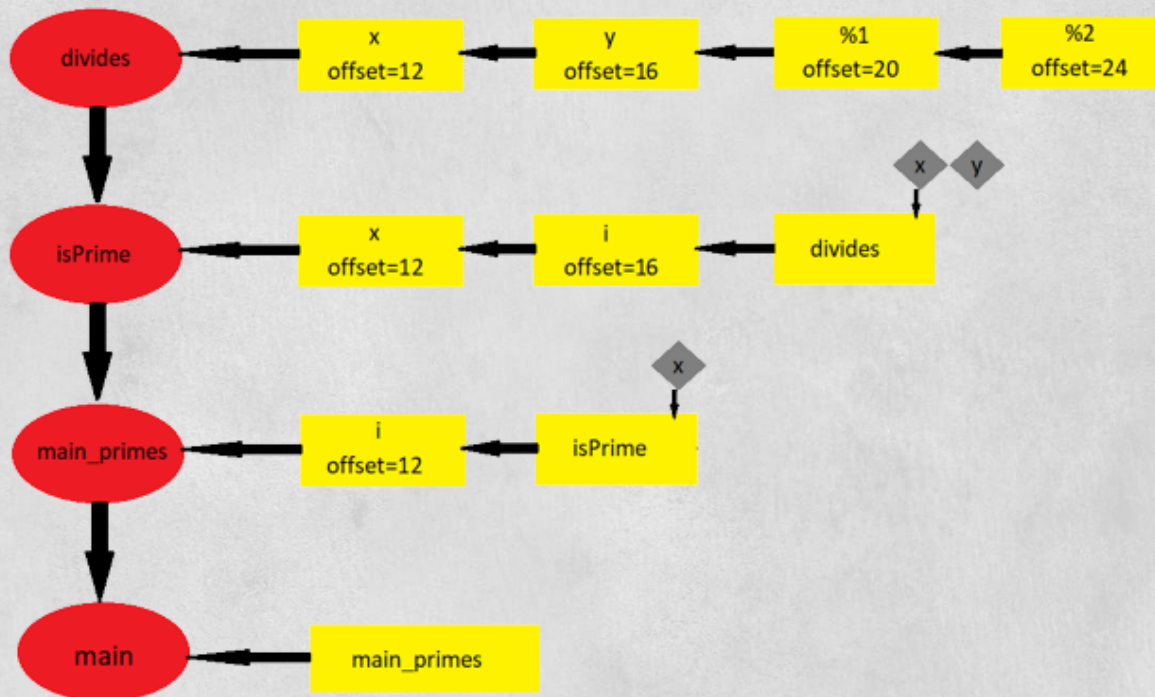 divides
x
offset=12
y
offset=16
%1
offset=20
%2
offset=24
x
y
isPrime
x
offset=12
i
offset=16
divides
x
main_primes
i
offset=12
isPrime
main
main_primes